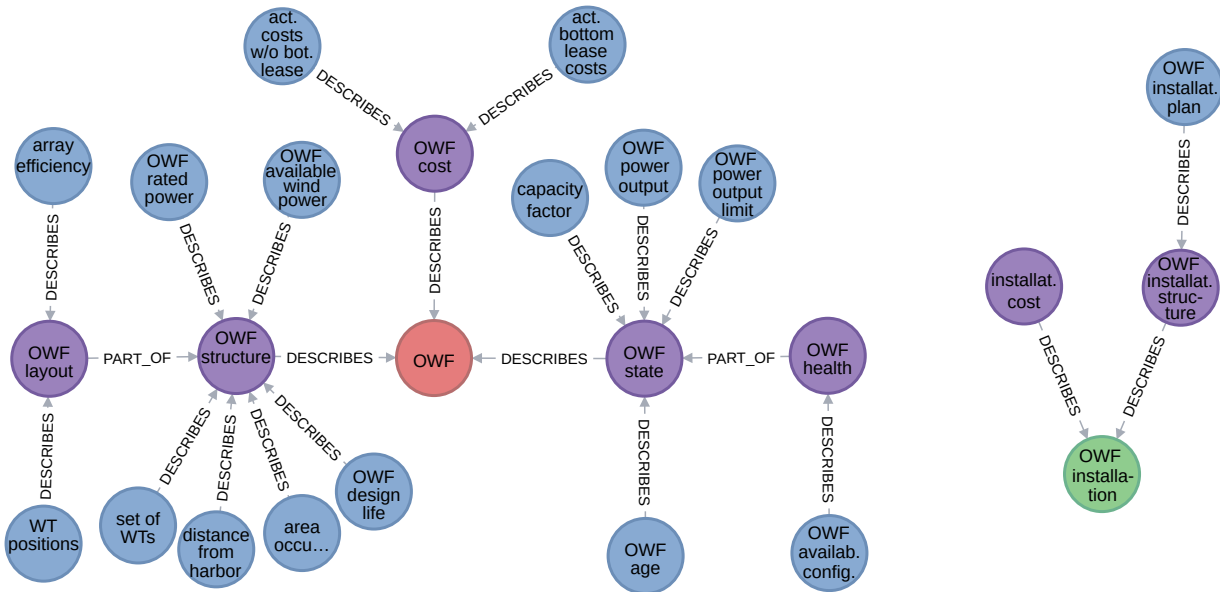 act.
costs
w/o bot.
lease
act.
bottom
lease
costs
DESCRIBES
DESCRIBES
OWF
cost
DESCRIBES
array
efficiency
DESCRIBES
OWF
rated
power
DESCRIBES
OWF
available
wind
power
DESCRIBES
capacity
factor
DESCRIBES
OWF
power
output
DESCRIBES
OWF
power
output
limit
DESCRIBES
OWF
layout
PART_OF
OWF
structure
DESCRIBES
OWF
DESCRIBES
OWF
state
PART_OF
OWF
health
DESCRIBES
WT
positions
DESCRIBES
set of
WTs
DESCRIBES
distance
from
harbor
DESCRIBES
area
occu…
DESCRIBES
OWF
design
life
DESCRIBES
OWF
age
DESCRIBES
OWF
availab.
config.
OWF
installat.
plan
DESCRIBES
installat.
cost
OWF
installat.
struc-
ture
DESCRIBES
DESCRIBES
OWF
installa-
tion